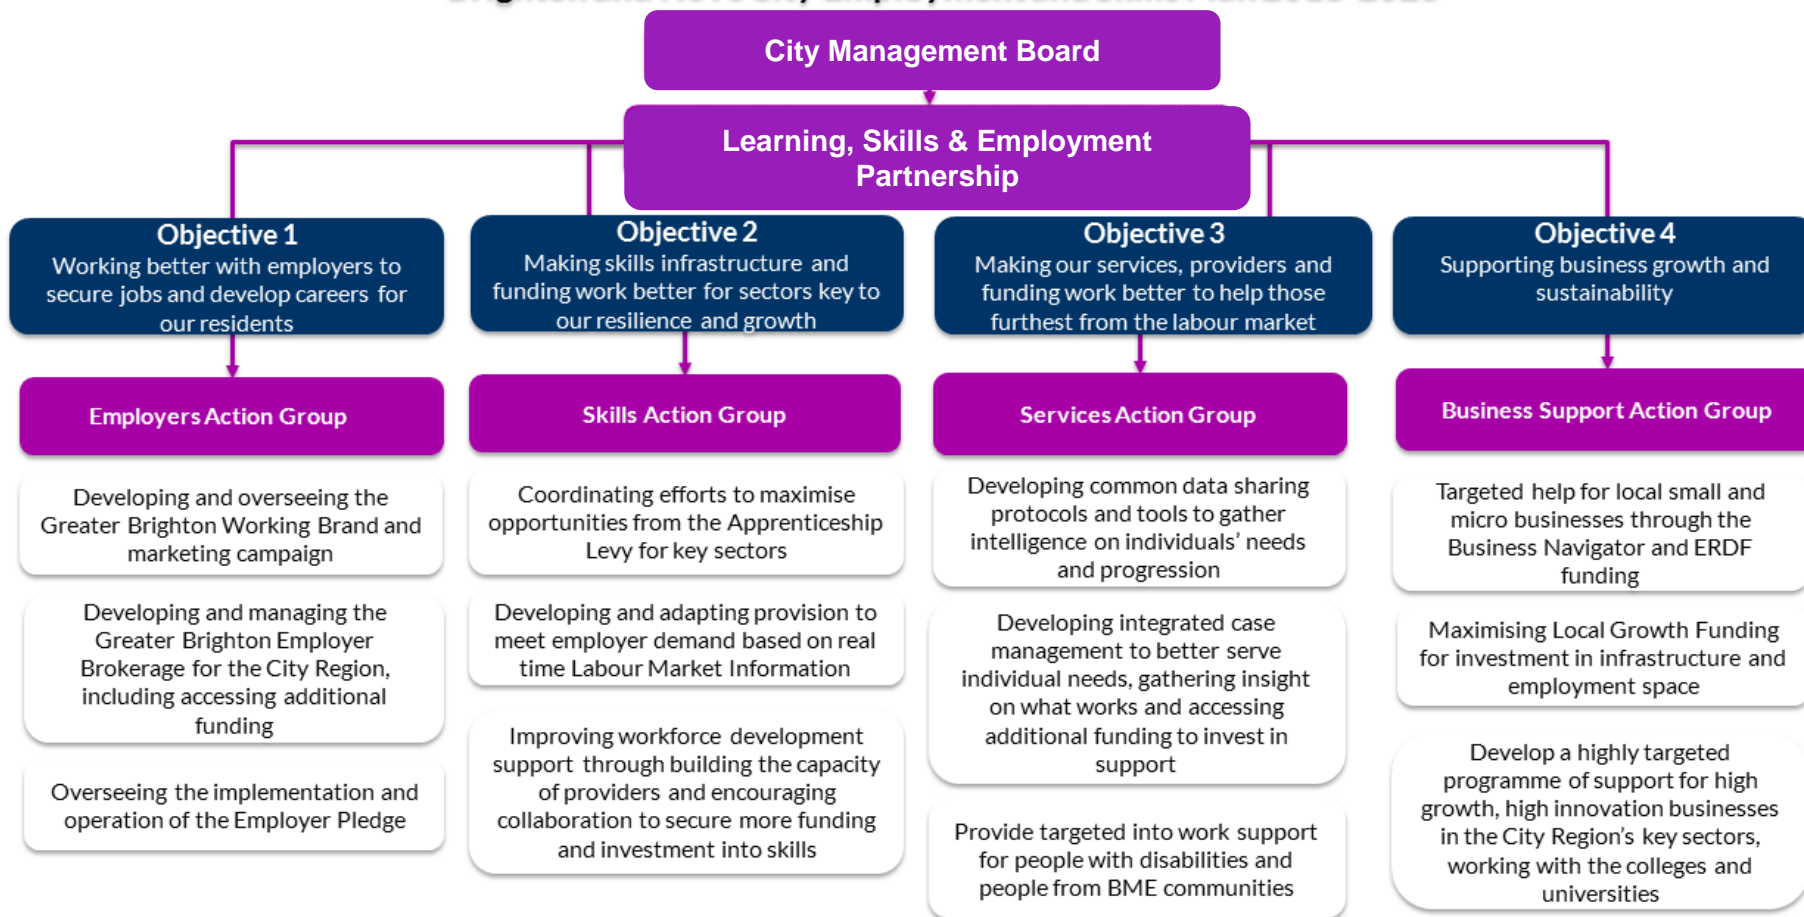 City Management Board
Learning, Skills & Employment
Partnership
Objective 1
Working better with employers to
secure jobs and develop careers for
our residents
Objective 2
Making skills infrastructure and
funding work better for sectors key to
our resilience and growth
Objective 3
Making our services, providers and
funding work better to help those
furthest from the labour market
Objective 4
Supporting business growth and
sustainability
Employers Action Group
Skills Action Group
Services Action Group
Business Support Action Group
Developing and overseeing the
Greater Brighton Working Brand and
marketing campaign
Developing and managing the
Greater Brighton Employer
Brokerage for the City Region,
including accessing additional
funding
Overseeing the implementation and
operation of the Employer Pledge
Coordinating efforts to maximise
opportunities from the Apprenticeship
Levy for key sectors
Developing and adapting provision to
meet employer demand based on real
time Labour Market Information
Improving workforce development
support through building the capacity
of providers and encouraging
collaboration to secure more funding
and investment into skills
Developing common data sharing
protocols and tools to gather
intelligence on individuals’ needs
and progression
Developing integrated case
management to better serve
individual needs, gathering insight
on what works and accessing
additional funding to invest in
support
Provide targeted into work support
for people with disabilities and
people from BME communities
Targeted help for local small and
micro businesses through the
Business Navigator and ERDF
funding
Maximising Local Growth Funding
for investment in infrastructure and
employment space
Develop a highly targeted
programme of support for high
growth, high innovation businesses
in the City Region’s key sectors,
working with the colleges and
universities